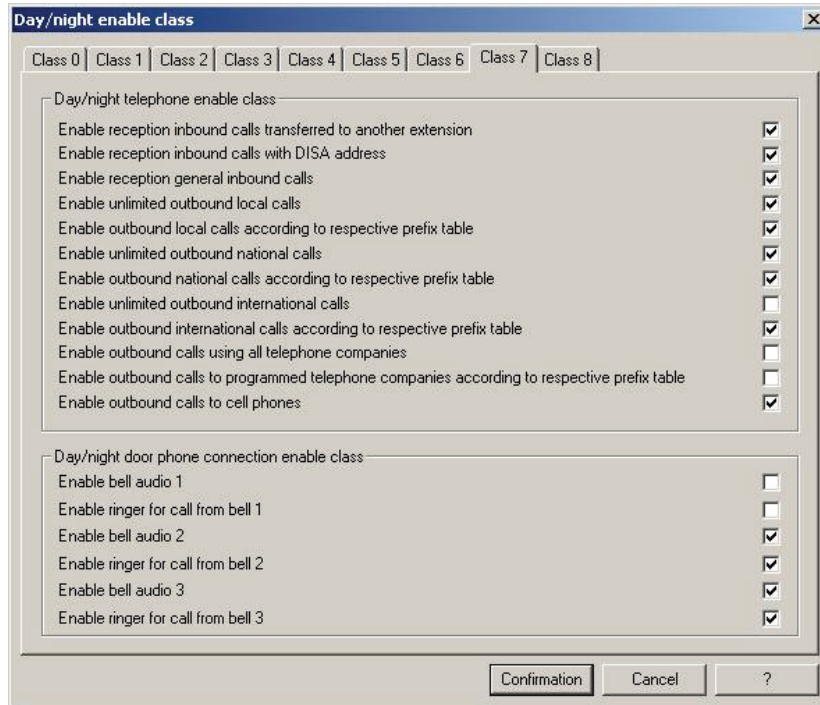 Day/night enable class
Class 0 Class 1 Class 2 Class 3 Class 4 Class 5 Class 6 Class 7 Class 8
Day/night telephone enable class
Enable reception inbound calls transferred to another extension
Enable reception inbound calls with DISA address
Enable reception general inbound calls
Enable unlimited outbound local calls
Enable outbound local calls according to respective prefix table
Enable unlimited outbound national calls
Enable outbound national calls according to respective prefix table
Enable unlimited outbound international calls
Enable outbound international calls according to respective prefix table
Enable outbound calls using all telephone companies
Enable outbound calls to programmed telephone companies according to respective prefix table
Enable outbound calls to cell phones
Day/night door phone connection enable class
Enable bell audio 1
Enable ringer for call from bell 1
Enable bell audio 2
Enable ringer for call from bell 2
Enable bell audio 3
Enable ringer for call from bell 3
Confirmation Cancel ?